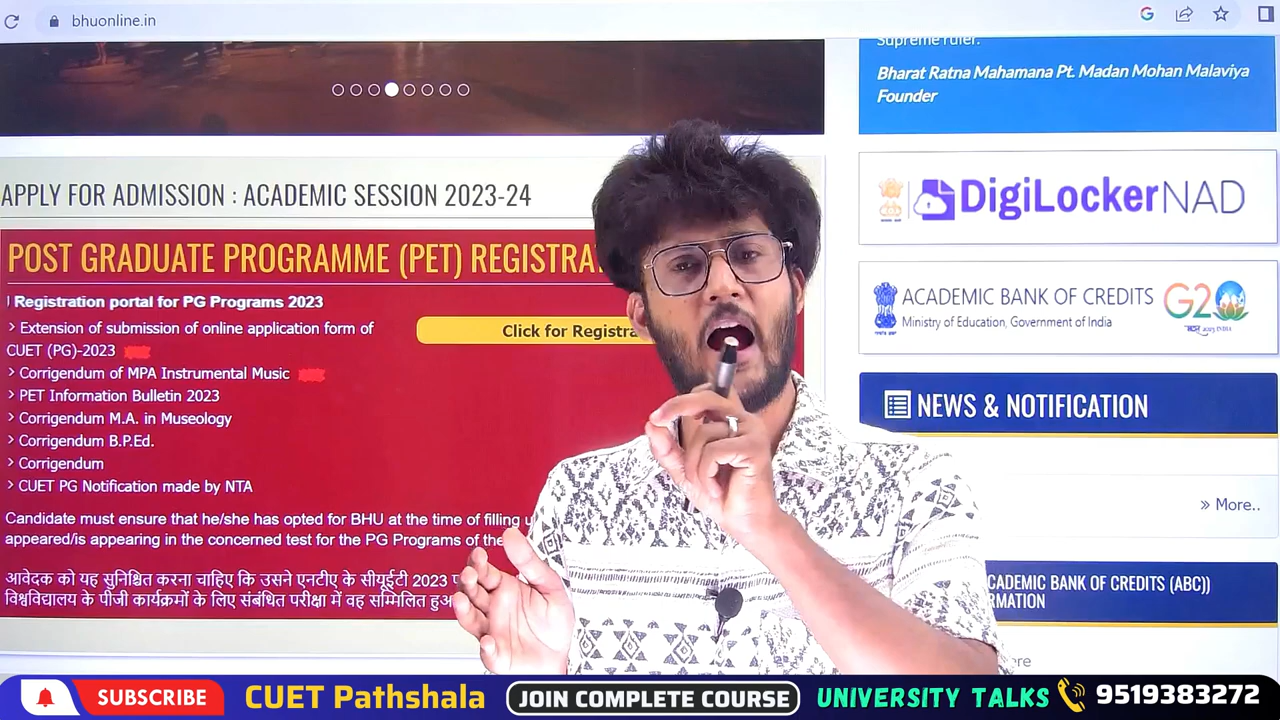 bhuonline.in
Supreme ruler.
Bharat Ratna Mahamana Pt. Madan Mohan Malaviya
Founder
APPLY FOR ADMISSION : ACADEMIC SESSION 2023-24
POST GRADUATE PROGRAMME (PET)
Registration portal for PG Programs 2023
> Extension of submission of online application form of
CUET (PG)-2023
> Corrigendum of MPA Instrumental Music
> PET Information Bulletin 2023
> Corrigendum M.A. in Museology
> Corrigendum B.P.Ed.
> Corrigendum
> CUET PG Notification made by NTA
Click for
Candidate must ensure that he/she has opted for BHU at the time of filling
appeared/is appearing in the concerned test for the PG Programs of the
आवेदक को यह सुनिश्चित करना चाहिए कि उसने एनटीए के सीयूईटी 2023
विश्वविद्यालय के पीजी कार्यक्रमों के लिए संबंधित परीक्षा में वह सम्मिलित
DigiLockerNAD
ACADEMIC BANK OF CREDITS
Ministry of Education, Government of India
G20
NEWS & NOTIFICATION
» More..
BANK OF CREDITS (ABC))
SUBSCRIBE
CUET Pathshala
JOIN COMPLETE COURSE
UNIVERSITY TALKS
9519383272